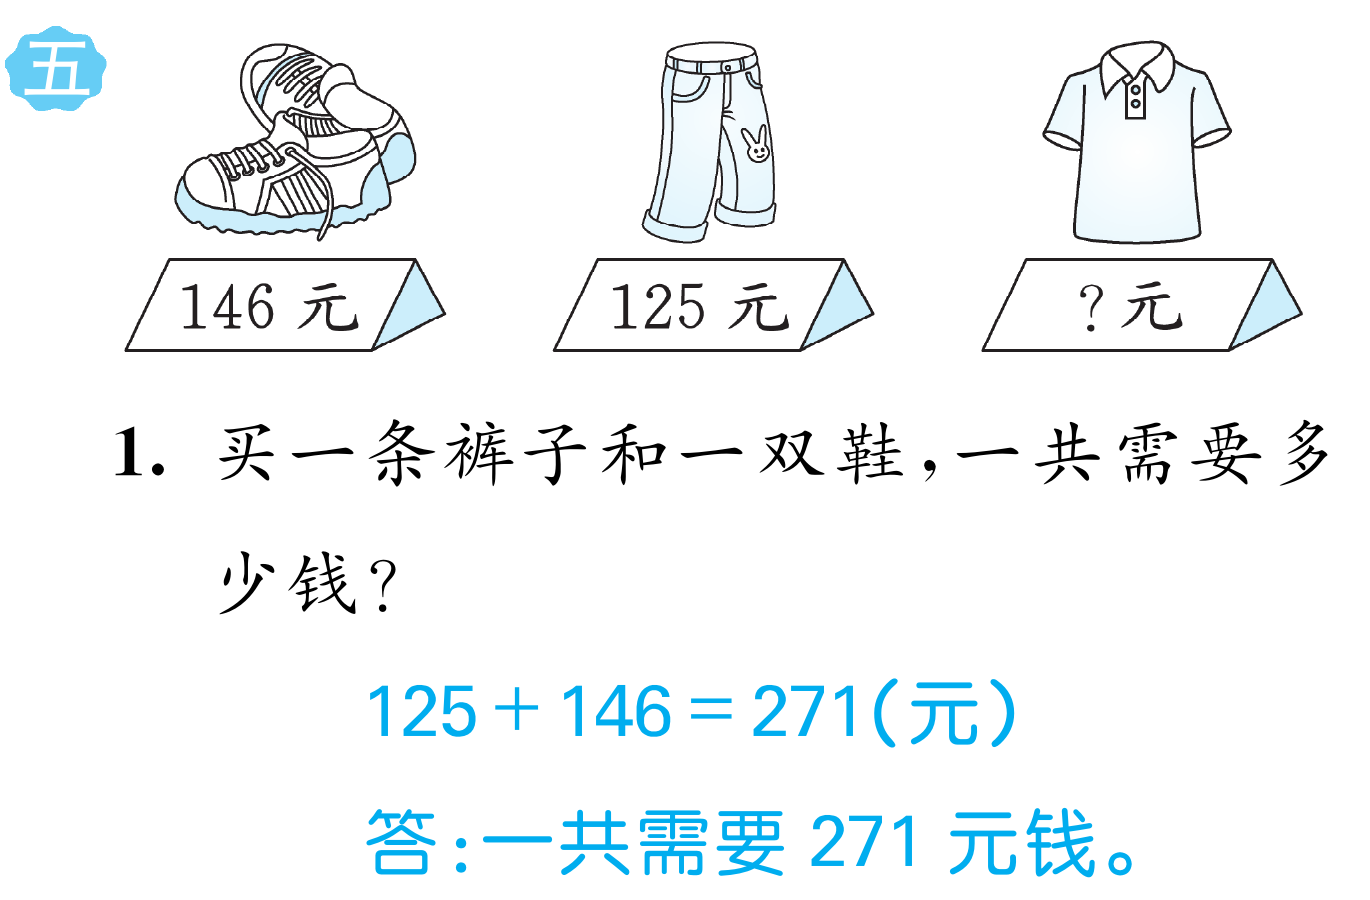 五
146 元 125 元 ?元
1. 买一条裤子和一双鞋,一共需要多
少钱?
125+146=271(元)
答:一共需要 271 元钱。